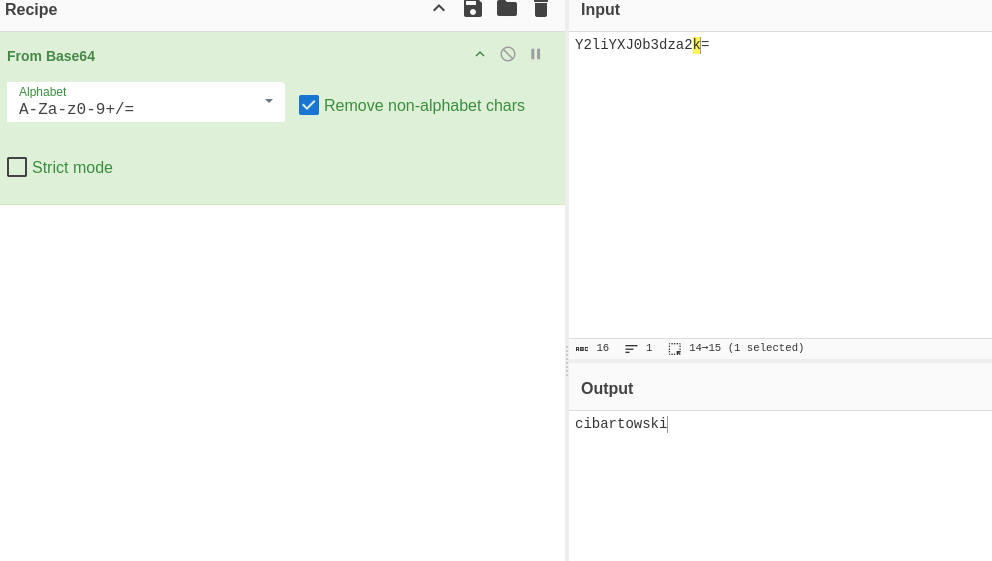 Recipe
From Base64
Alphabet
A-Za-z0-9+/=
Remove non-alphabet chars
Strict mode
Input
Y2liYXJ0b3dza2k=
ABC 16 1 14→15 (1 selected)
Output
cibartowski